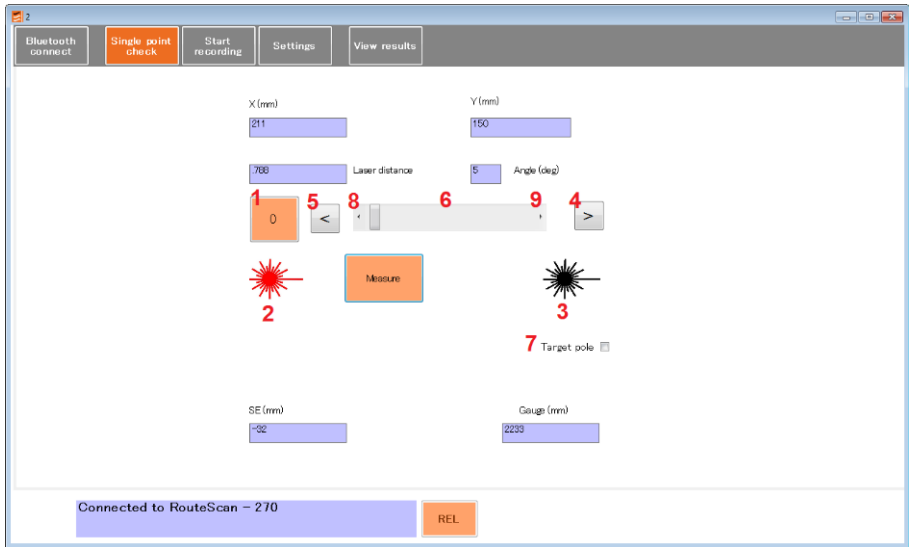 2
Bluetooth connect
Single point check
Start recording
Settings
View results
X (mm)
Y (mm)
211
150
.788
Laser distance
5
Angle (deg)
1
5
8
6
9
4
0
<
>
Measure
2
3
7
Target pole
SE (mm)
Gauge (mm)
-32
2233
Connected to RouteScan - 270
REL